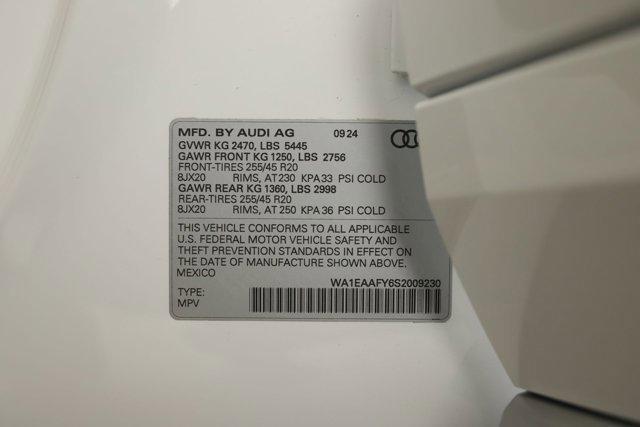 MFD. BY AUDI AG 09 24
GVWR KG 2470, LBS 5445
GAWR FRONT KG 1250, LBS 2756
FRONT-TIRES 255/45 R20
8JX20 RIMS, AT 230 KPA 33 PSI COLD
GAWR REAR KG 1360, LBS 2998
REAR-TIRES 255/45 R20
8JX20 RIMS, AT 250 KPA 36 PSI COLD
THIS VEHICLE CONFORMS TO ALL APPLICABLE
U.S. FEDERAL MOTOR VEHICLE SAFETY AND
THEFT PREVENTION STANDARDS IN EFFECT ON
THE DATE OF MANUFACTURE SHOWN ABOVE.
MEXICO
WA1EAAFY6S2009230
TYPE:
MPV